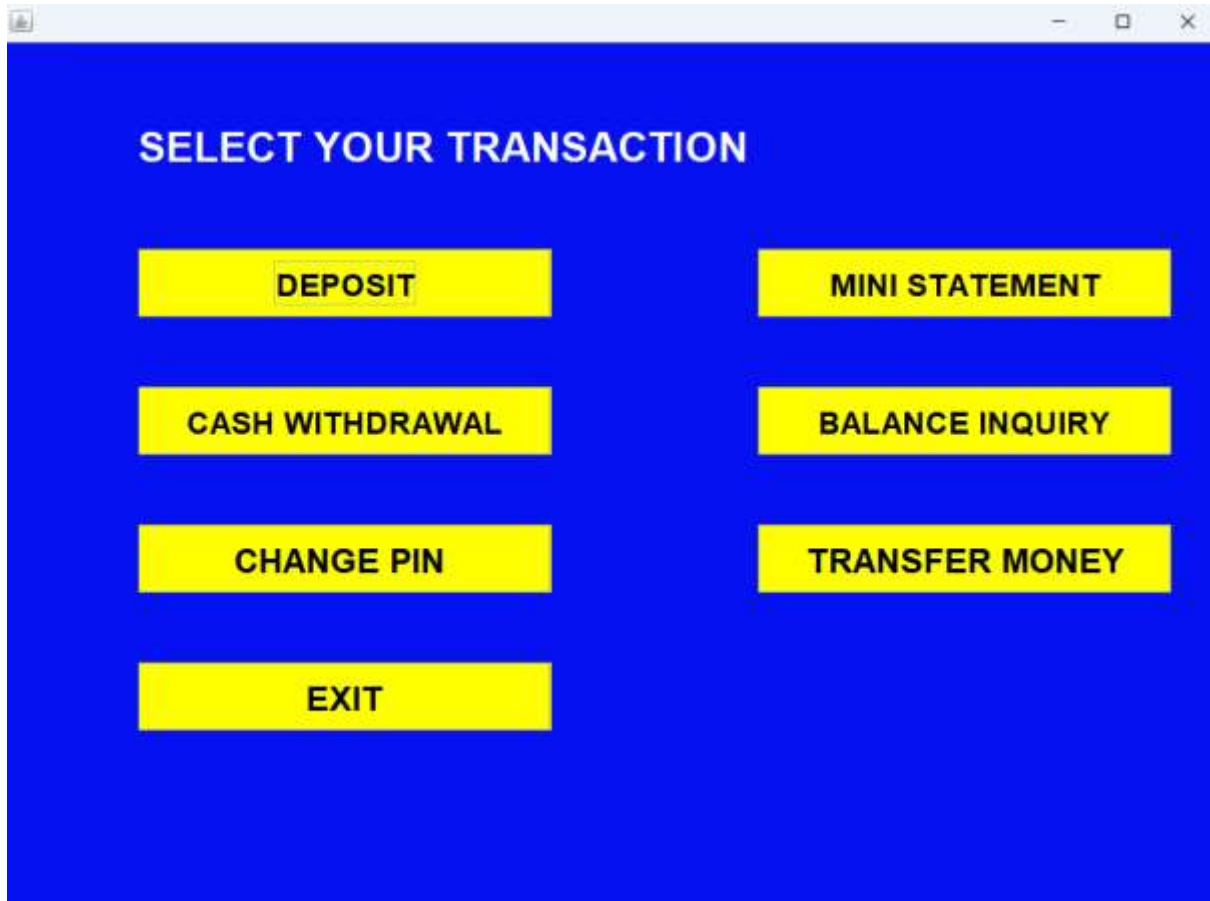 SELECT YOUR TRANSACTION
DEPOSIT
MINI STATEMENT
CASH WITHDRAWAL
BALANCE INQUIRY
CHANGE PIN
TRANSFER MONEY
EXIT